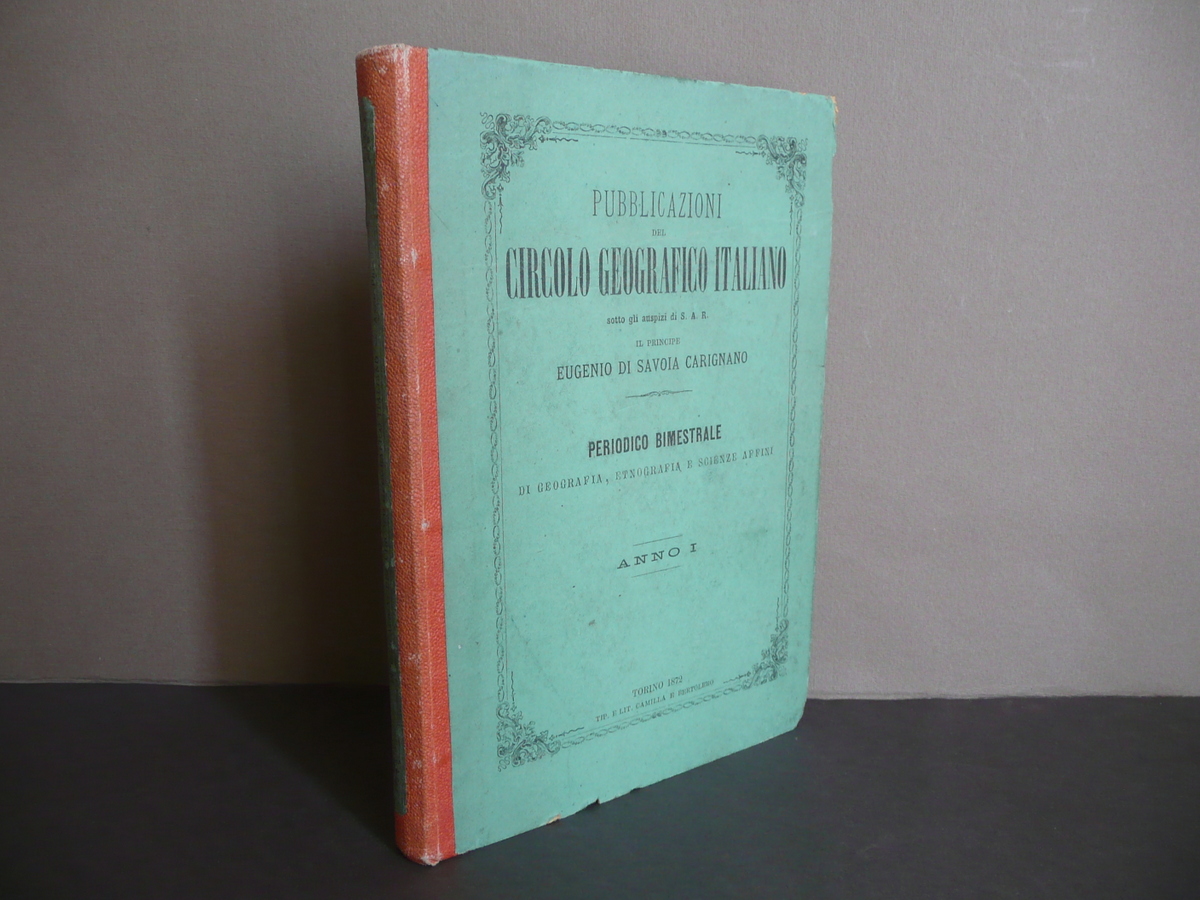 PUBBLICAZIONI
DEL
CIRCOLO GEOGRAFICO ITALIANO
sotto gli auspizi di S. A. R.
IL PRINCIPE
EUGENIO DI SAVOIA CARIGNANO
PERIODICO BIMESTRALE
DI GEOGRAFIA, ETNOGRAFIA E SCIENZE AFFINI
ANNO I
TORINO 1872
TIP. E LIT. CAMILLA E BERTOLERO